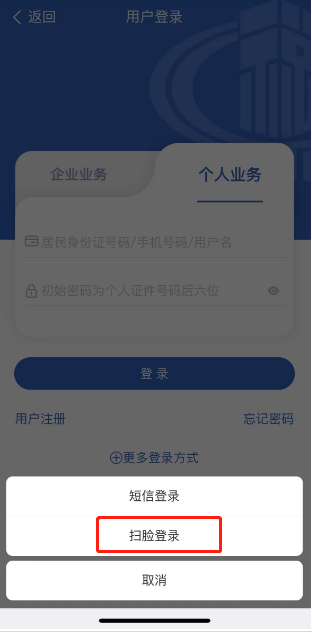 返回
用户登录
企业业务
个人业务
居民身份证号码/手机号码/用户名
初始密码为个人证件号码后六位
登录
用户注册
忘记密码
更多登录方式
短信登录
扫脸登录
取消